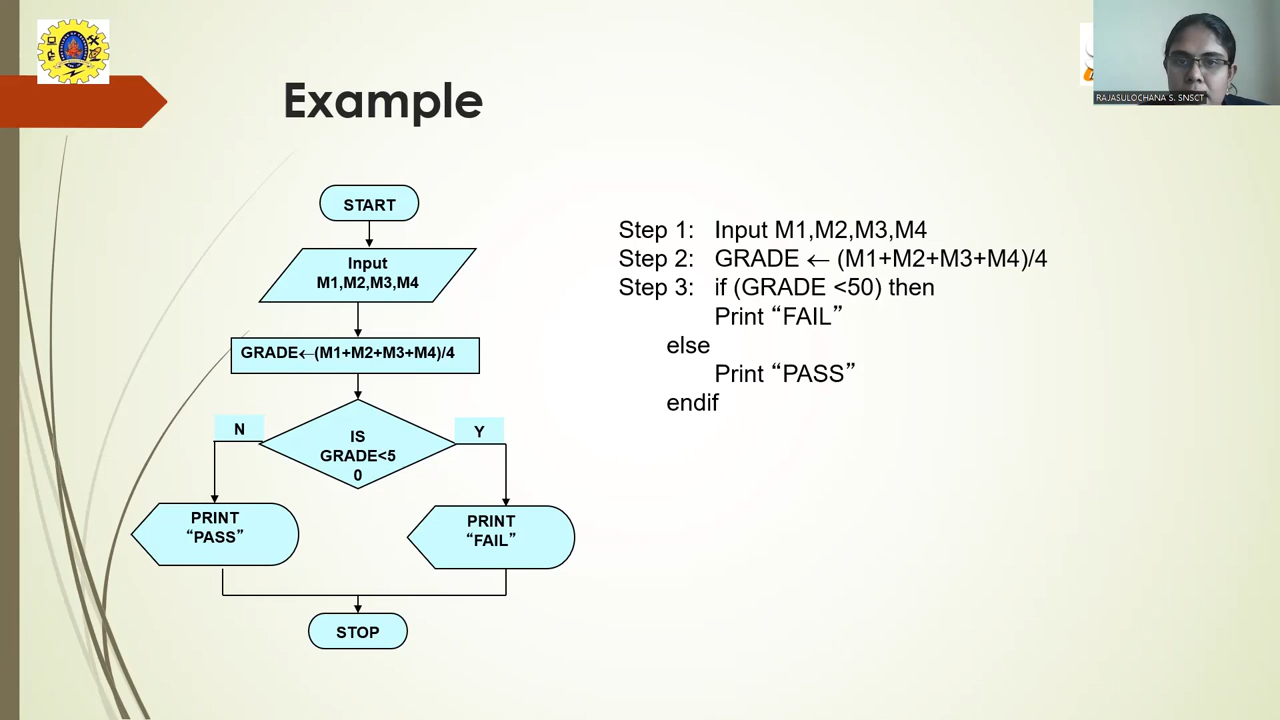 Example
RAJASULOCHANA S. SNSCT
START
Input
M1,M2,M3,M4
GRADE←(M1+M2+M3+M4)/4
N
IS
GRADE<5
0
Y
PRINT
“PASS”
PRINT
“FAIL”
STOP
Step 1: Input M1,M2,M3,M4
Step 2: GRADE ← (M1+M2+M3+M4)/4
Step 3: if (GRADE <50) then
Print “FAIL”
else
Print “PASS”
endif